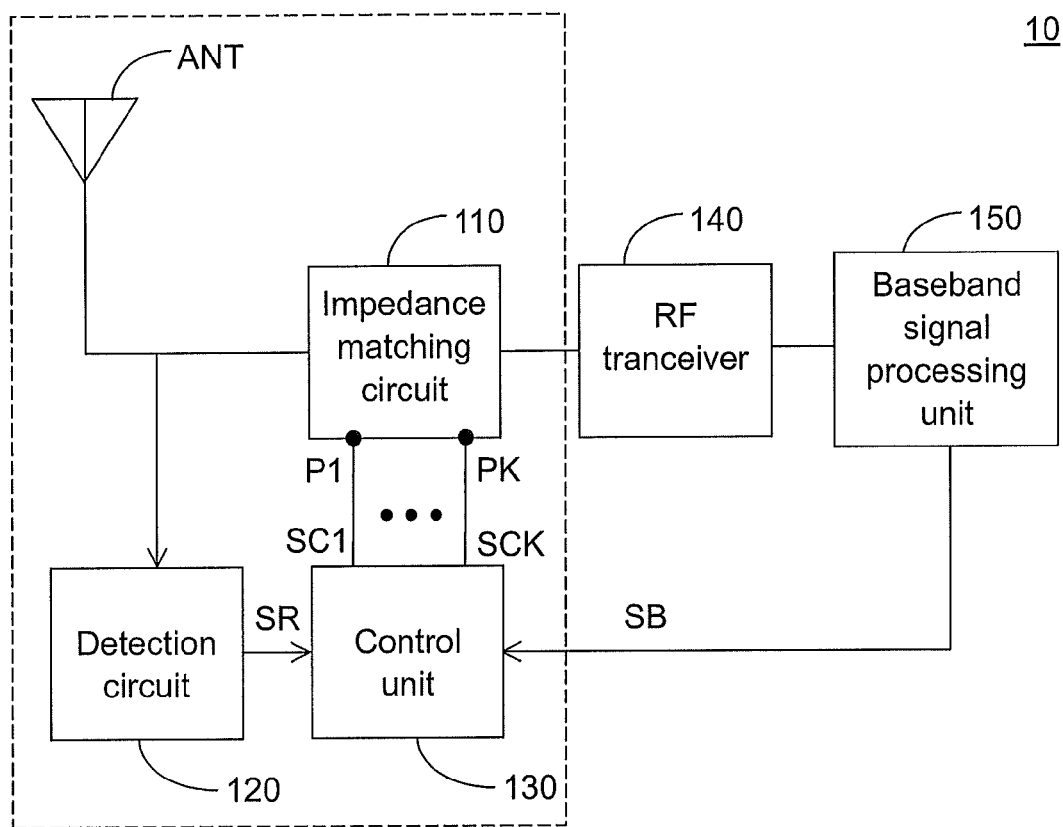 10
ANT
110
140
150
Impedance
matching
circuit
RF
tranceiver
Baseband
signal
processing
unit
P1
PK
SC1
SCK
SR
SB
Detection
circuit
Control
unit
120
130